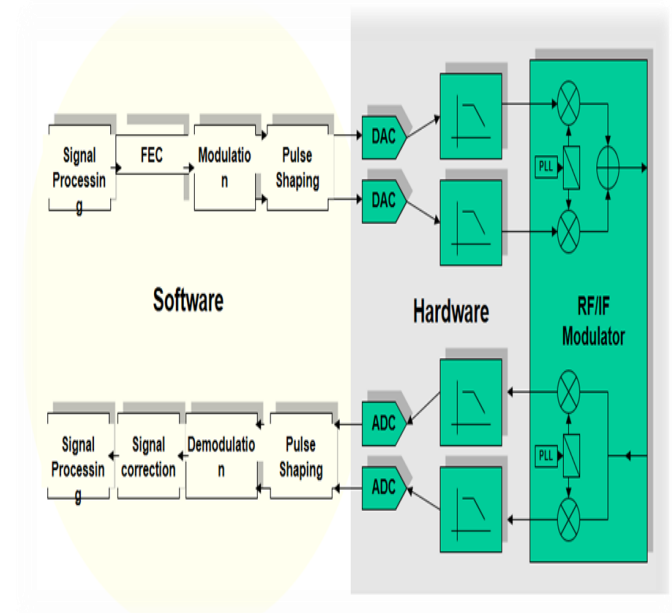 Signal
Processin
g
FEC
Modulatio
n
Pulse
Shaping
DAC
DAC
PLL
Software
Hardware
RF/IF
Modulator
Signal
Processin
g
Signal
correction
Demodulatio
n
Pulse
Shaping
ADC
ADC
PLL